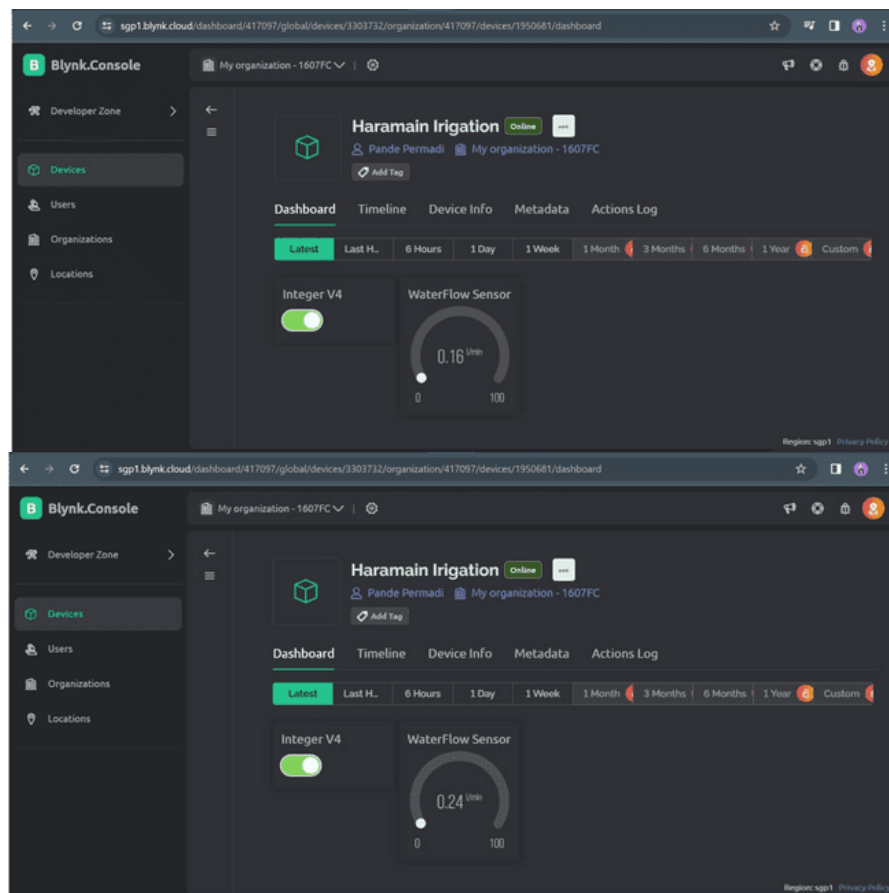 sgp1.blynk.cloud/dashboard/417097/global/devices/3303732/organization/417097/devices/1950681/dashboard
B Blynk.Console
My organization - 1607FC
Developer Zone
Devices
Users
Organizations
Locations
Haramain Irigation Online
Pande Permadi My organization - 1607FC
Add Tag
Dashboard Timeline Device Info Metadata Actions Log
Latest Last H... 6 Hours 1 Day 1 Week 1 Month 3 Months 6 Months 1 Year Custom
Integer V4
WaterFlow Sensor
0.16 l/min
0 100
Region: sgp1 Privacy Policy
sgp1.blynk.cloud/dashboard/417097/global/devices/3303732/organization/417097/devices/1950681/dashboard
B Blynk.Console
My organization - 1607FC
Developer Zone
Devices
Users
Organizations
Locations
Haramain Irigation Online
Pande Permadi My organization - 1607FC
Add Tag
Dashboard Timeline Device Info Metadata Actions Log
Latest Last H... 6 Hours 1 Day 1 Week 1 Month 3 Months 6 Months 1 Year Custom
Integer V4
WaterFlow Sensor
0.24 l/min
0 100
Region: sgp1 Privacy Policy